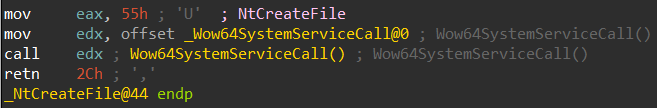 mov     eax, 55h ; 'U'  ; NtCreateFile
mov     edx, offset _Wow64SystemServiceCall@0 ; Wow64SystemServiceCall()
call    edx ; Wow64SystemServiceCall() ; Wow64SystemServiceCall()
retn    2Ch ; ','
_NtCreateFile@44 endp